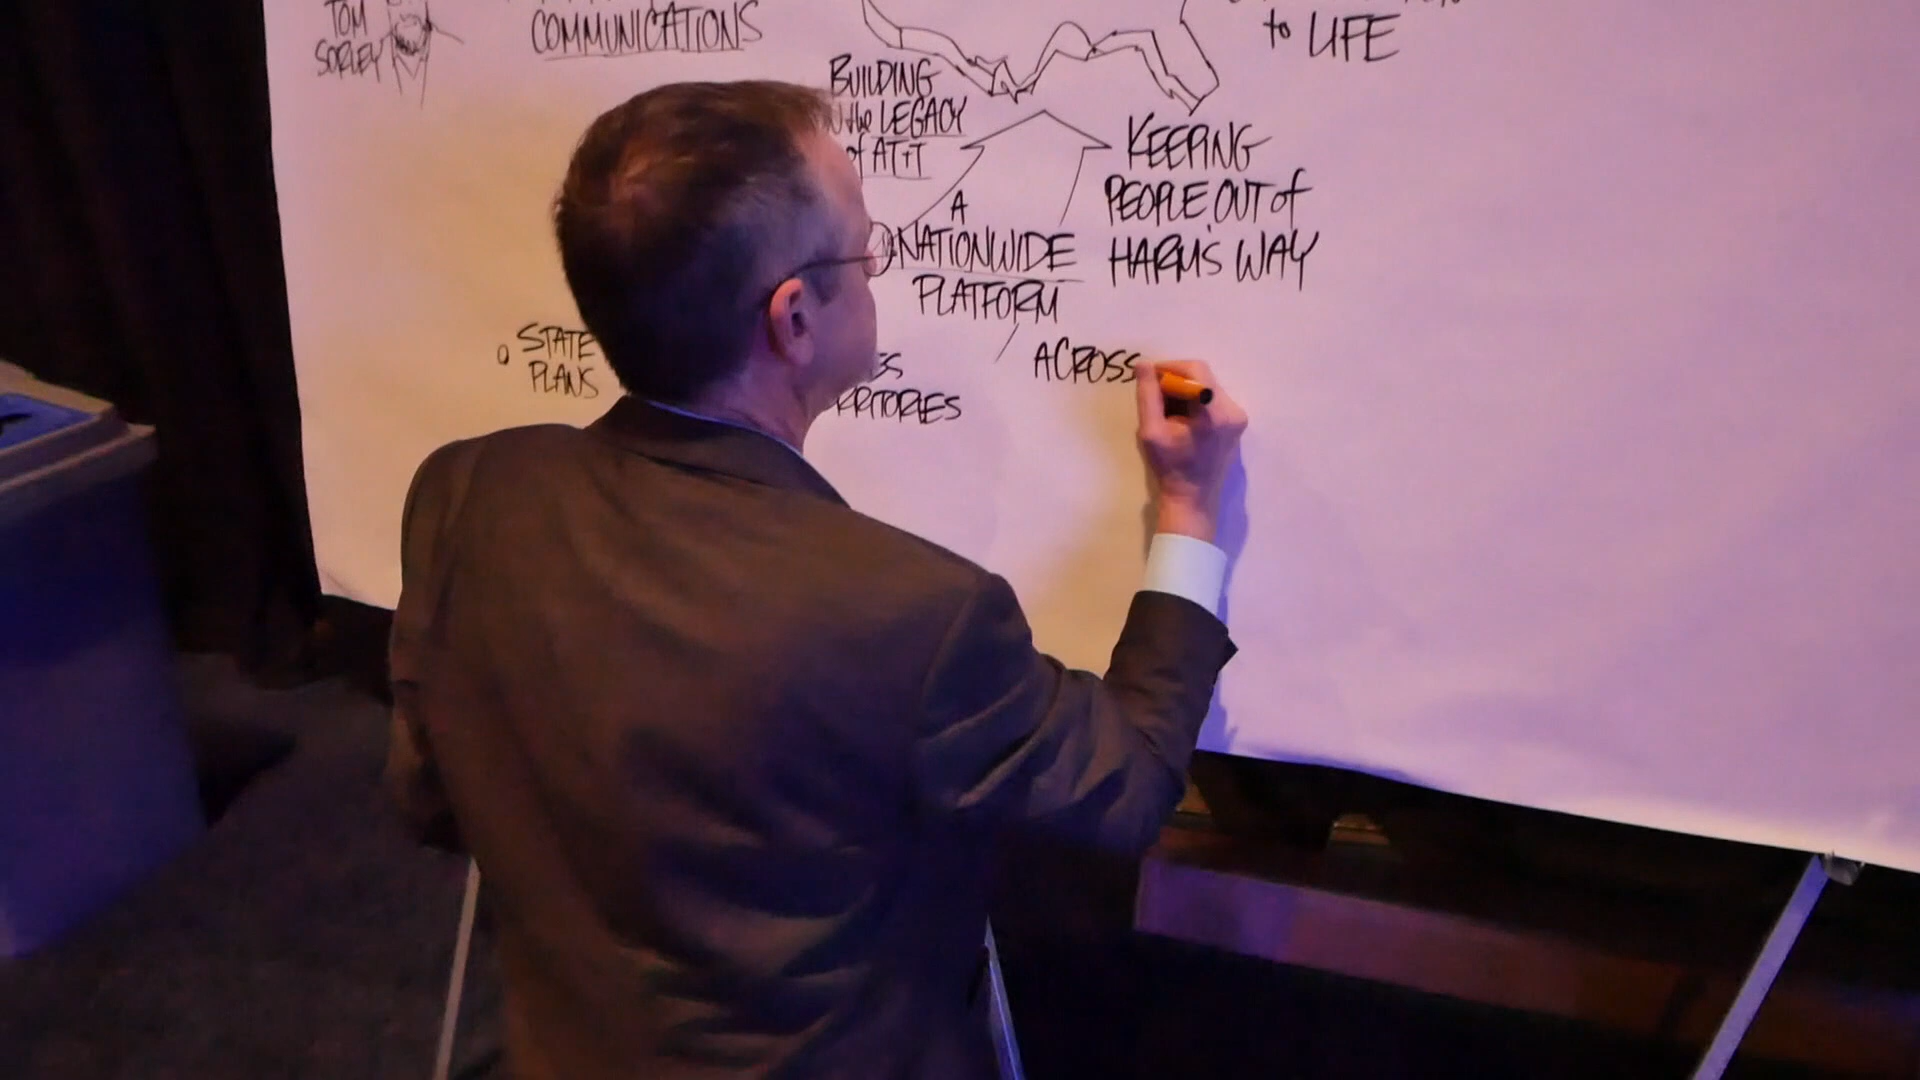 TOM
SORLEY
COMMUNICATIONS
to LIFE
BUILDING
the LEGACY
of AT+T
KEEPING
PEOPLE OUT of
HARM'S WAY
A
NATIONWIDE
PLATFORM
STATE
PLANS
ACROSS